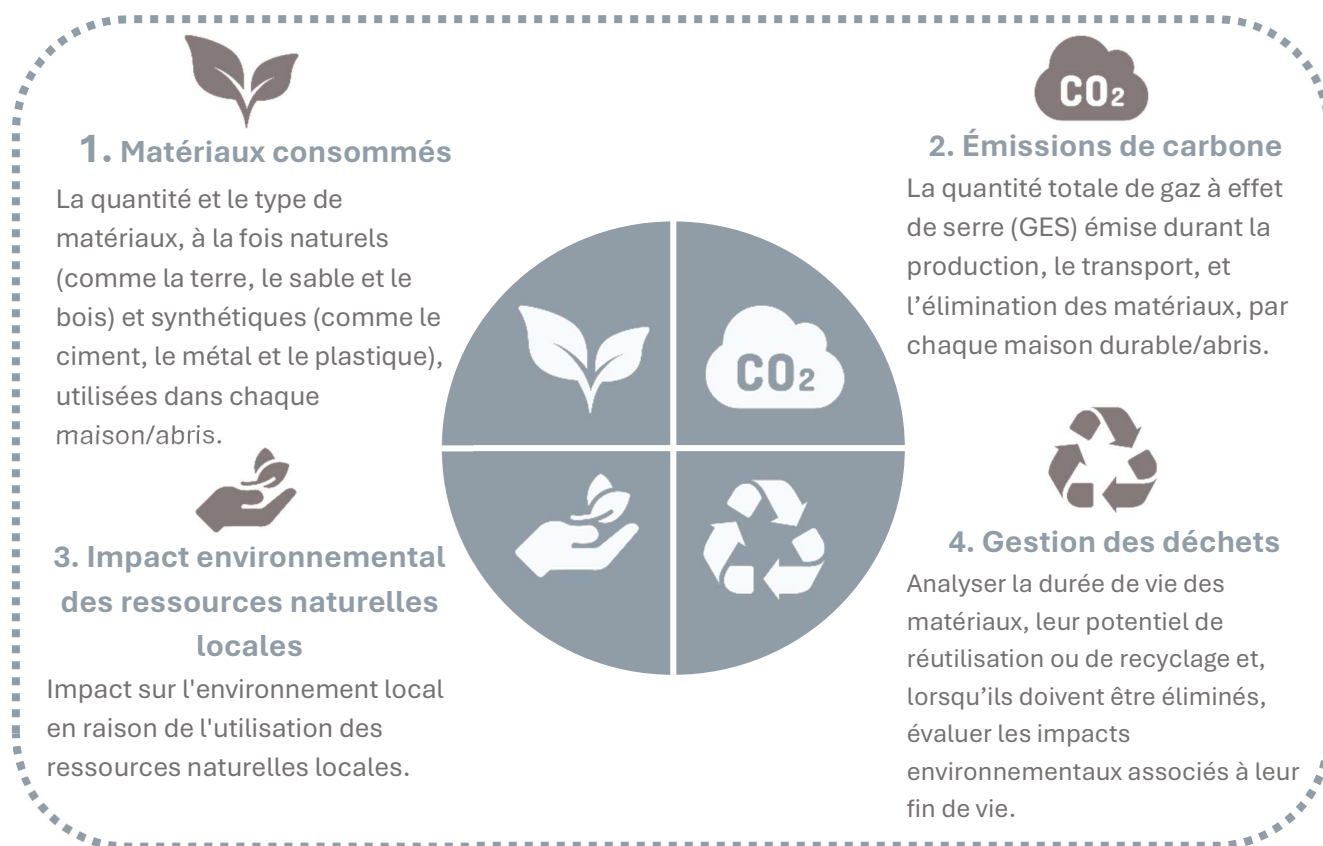 1. Matériaux consommés
La quantité et le type de
matériaux, à la fois naturels
(comme la terre, le sable et le
bois) et synthétiques (comme le
ciment, le métal et le plastique),
utilisées dans chaque
maison/abris.
CO2
2. Émissions de carbone
La quantité totale de gaz à effet
de serre (GES) émise durant la
production, le transport, et
l’élimination des matériaux, par
chaque maison durable/abris.
CO2
3. Impact environnemental
des ressources naturelles
locales
Impact sur l'environnement local
en raison de l'utilisation des
ressources naturelles locales.
4. Gestion des déchets
Analyser la durée de vie des
matériaux, leur potentiel de
réutilisation ou de recyclage et,
lorsqu’ils doivent être éliminés,
évaluer les impacts
environnementaux associés à leur
fin de vie.